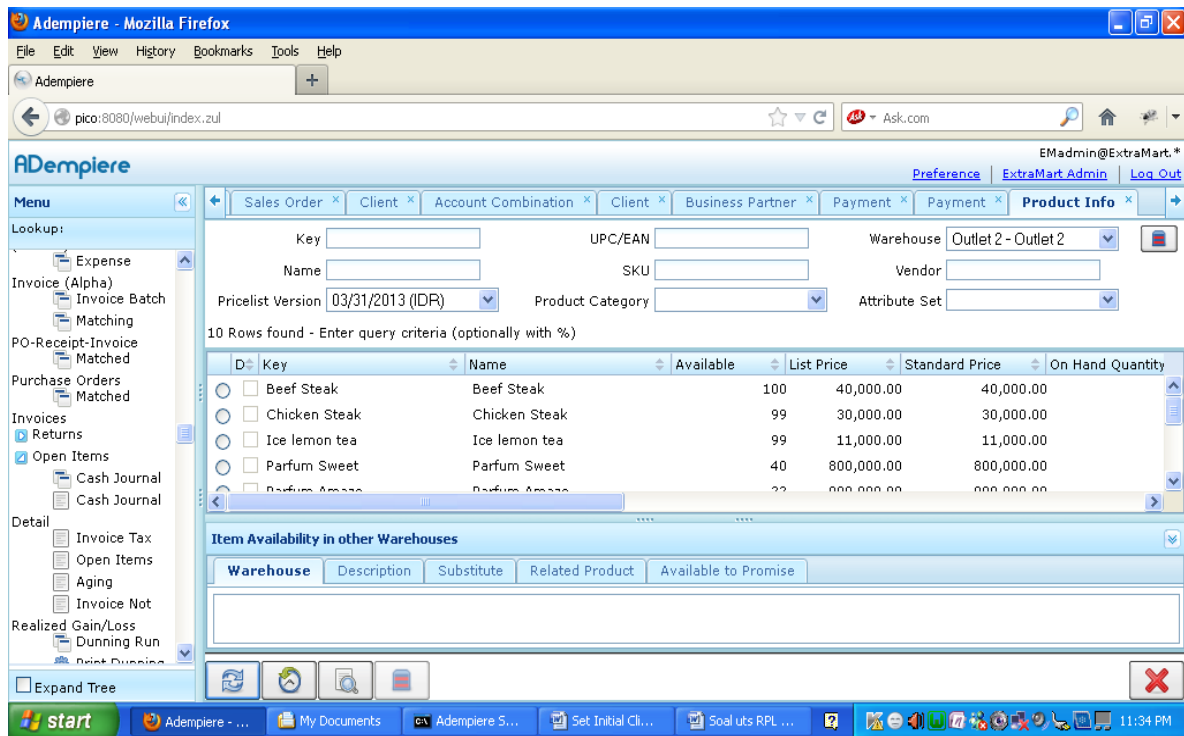 Adempiere - Mozilla Firefox
File Edit View History Bookmarks Tools Help
Adempiere
pico:8080/webui/index.zul
Ask Ask.com
ADempiere
EMadmin@ExtraMart.*
Preference ExtraMart Admin Log Out
Menu
Sales Order Client Account Combination Client Business Partner Payment Payment Product Info
Lookup:
Key UPC/EAN Warehouse Outlet 2 - Outlet 2
Name SKU Vendor
Pricelist Version 03/31/2013 (IDR) Product Category Attribute Set
10 Rows found - Enter query criteria (optionally with %)
D Key Name Available List Price Standard Price On Hand Quantity
Beef Steak Beef Steak 100 40,000.00 40,000.00
Chicken Steak Chicken Steak 99 30,000.00 30,000.00
Ice lemon tea Ice lemon tea 99 11,000.00 11,000.00
Parfum Sweet Parfum Sweet 40 800,000.00 800,000.00
Item Availability in other Warehouses
Warehouse Description Substitute Related Product Available to Promise
Expense
Invoice (Alpha)
Invoice Batch
Matching
PO-Receipt-Invoice
Matched
Purchase Orders
Matched
Invoices
Returns
Open Items
Cash Journal
Cash Journal
Detail
Invoice Tax
Open Items
Aging
Invoice Not
Realized Gain/Loss
Dunning Run
Print Dunning
Expand Tree
start Adempiere - ... My Documents Adempiere S... Set Initial Cli... Soal uts RPL ... 11:34 PM